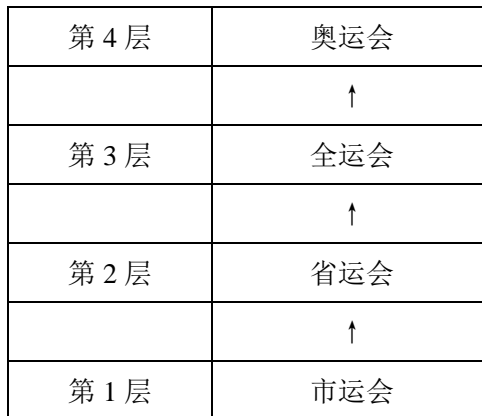 第 4 层 奥运会
↑
第 3 层 全运会
↑
第 2 层 省运会
↑
第 1 层 市运会